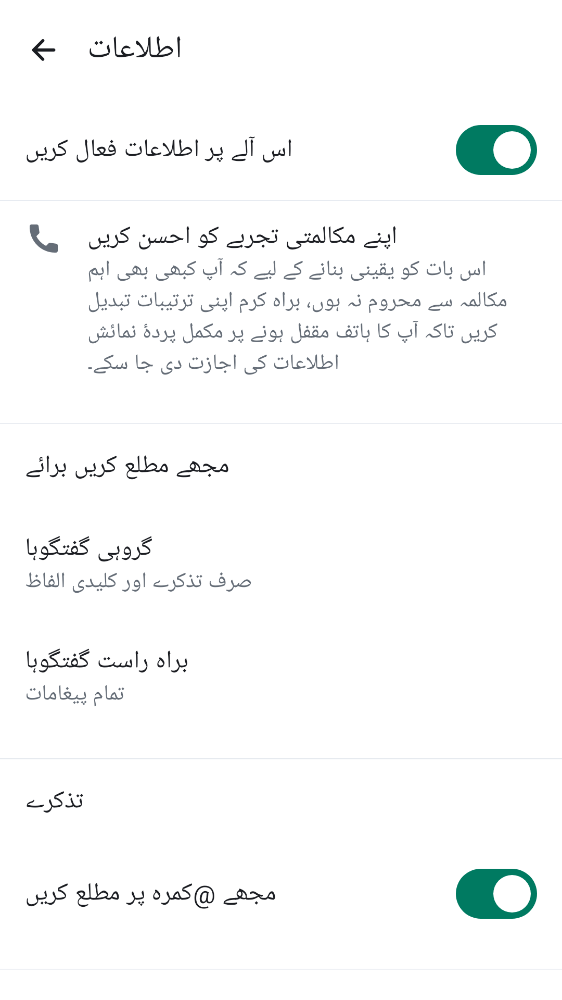 اطلاعات
اس آلے پر اطلاعات فعال کریں
اپنے مکالمتی تجربے کو احسن کریں
اس بات کو یقینی بنانے کے لیے کہ آپ کبھی بھی اہم
مکالمہ سے محروم نہ ہوں، براہ کرم اپنی ترتیبات تبدیل
کریں تاکہ آپ کا ہاتف مقفل ہونے پر مکمل پردۂ نمائش
اطلاعات کی اجازت دی جا سکے۔
مجھے مطلع کریں برائے
گروہی گفتگوہا
صرف تذکرے اور کلیدی الفاظ
براہ راست گفتگوہا
تمام پیغامات
تذکرے
مجھے @کمرہ پر مطلع کریں